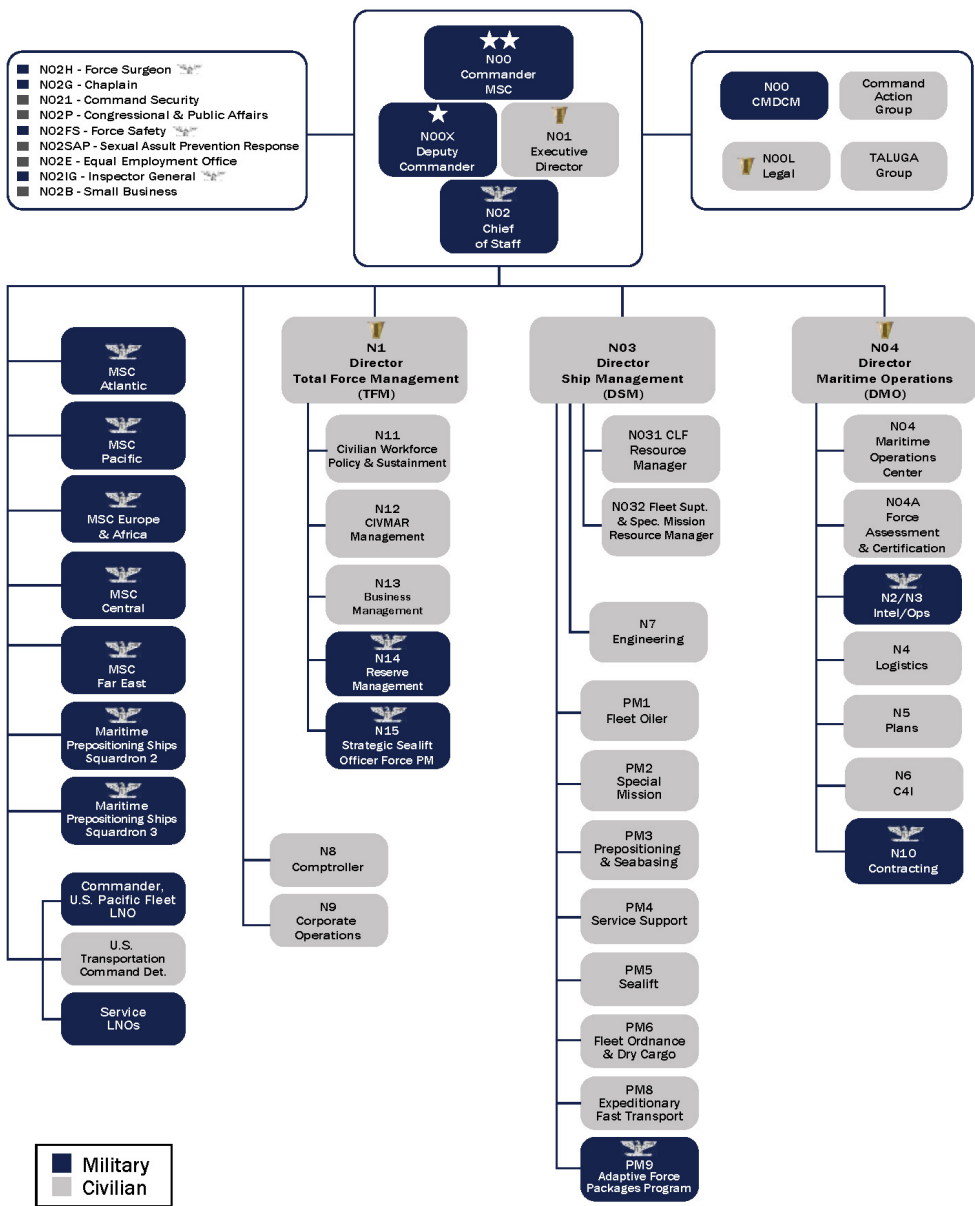 N02H - Force Surgeon
N02G - Chaplain
N021 - Command Security
N02P - Congressional & Public Affairs
N02FS - Force Safety
N02SAP - Sexual Assault Prevention Response
N02E - Equal Employment Office
N02IG - Inspector General
N02B - Small Business
N00
Commander
MSC
N00X
Deputy
Commander
N01
Executive
Director
N02
Chief
of Staff
N00
CMDCM
Command
Action
Group
N00L
Legal
TALUGA
Group
MSC
Atlantic
MSC
Pacific
MSC Europe
& Africa
MSC
Central
MSC
Far East
Maritime
Prepositioning Ships
Squardron 2
Maritime
Prepositioning Ships
Squardron 3
Commander,
U.S. Pacific Fleet
LNO
U.S.
Transportation
Command Det.
Service
LNOs
N8
Comptroller
N9
Corporate
Operations
N1
Director
Total Force Management
(TFM)
N11
Civilian Workforce
Policy & Sustainment
N12
CIVMAR
Management
N13
Business
Management
N14
Reserve
Management
N15
Strategic Sealift
Officer Force PM
N03
Director
Ship Management
(DSM)
N031 CLF
Resource
Manager
N032 Fleet Supt.
& Spec. Mission
Resource Manager
N7
Engineering
PM1
Fleet Oiler
PM2
Special
Mission
PM3
Prepositioning
& Seabasing
PM4
Service Support
PM5
Sealift
PM6
Fleet Ordnance
& Dry Cargo
PM8
Expeditionary
Fast Transport
PM9
Adaptive Force
Packages Program
N04
Director
Maritime Operations
(DMO)
N04
Maritime
Operations
Center
N04A
Force
Assessment
& Certification
N2/N3
Intel/Ops
N4
Logistics
N5
Plans
N6
C4I
N10
Contracting
Military
Civilian